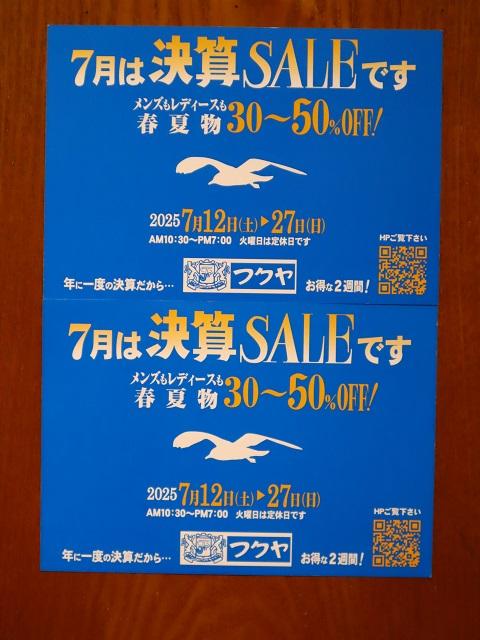 7月は決算SALEです
メンズもレディースも
春夏物30〜50%OFF!
2025 7月12日(土)▶27日(日)
AM10:30〜PM7:00 火曜日は定休日です
HPご覧下さい
年に一度の決算だから… フクヤ お得な2週間!
7月は決算SALEです
メンズもレディースも
春夏物30〜50%OFF!
2025 7月12日(土)▶27日(日)
AM10:30〜PM7:00 火曜日は定休日です
HPご覧下さい
年に一度の決算だから… フクヤ お得な2週間!